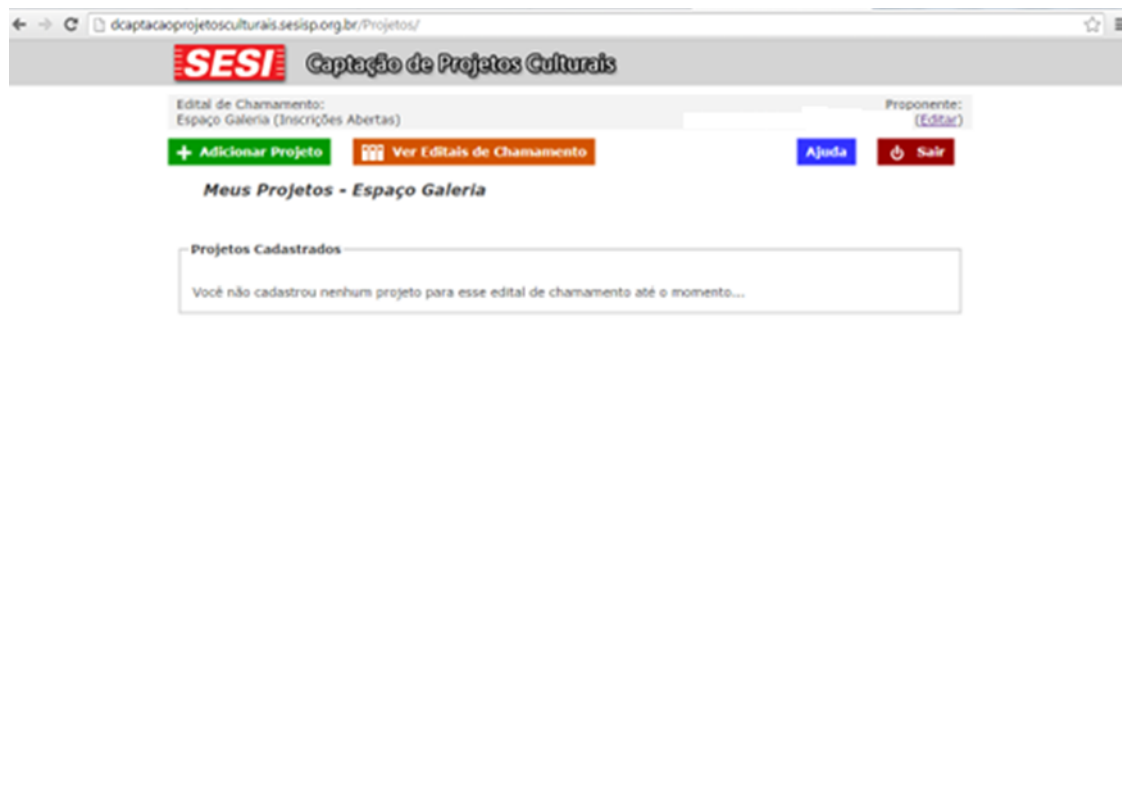 dcaptacaoprojetosculturais.sesisp.org.br/Projetos/
SESI Captação de Projetos Culturais
Edital de Chamamento:
Espaço Galeria (Inscrições Abertas)
Proponente:
(Editar)
Adicionar Projeto Ver Editais de Chamamento Ajuda Sair
Meus Projetos - Espaço Galeria
Projetos Cadastrados
Você não cadastrou nenhum projeto para esse edital de chamamento até o momento...